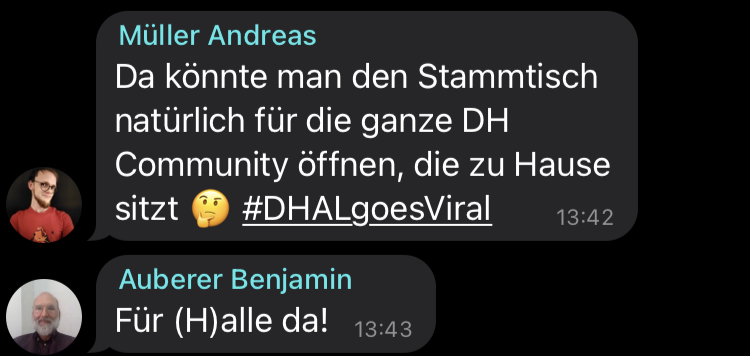 Müller Andreas
Da könnte man den Stammtisch
natürlich für die ganze DH
Community öffnen, die zu Hause
sitzt 🤔 #DHALgoesViral 13:42
Auberer Benjamin
Für (H)alle da! 13:43